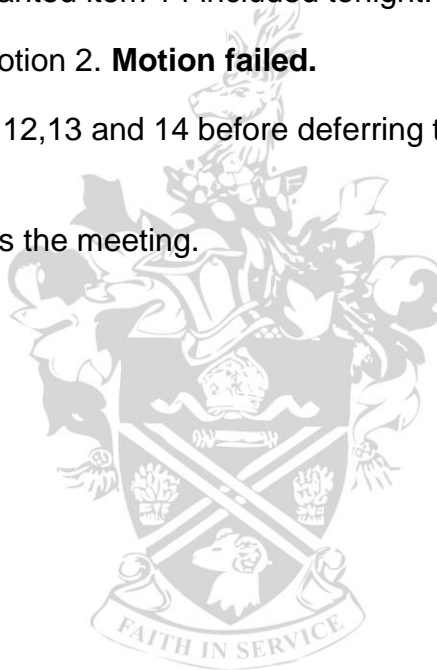 item 14 included tonight.
otion 2. Motion failed.
12,13 and 14 before deferring t
s the meeting.
FAITH IN SERVICE